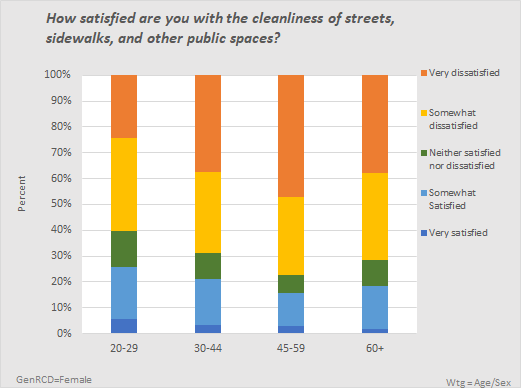 How satisfied are you with the cleanliness of streets,
sidewalks, and other public spaces?
100%
90%
80%
70%
60%
50%
40%
30%
20%
10%
0%
Percent
20-29
30-44
45-59
60+
Very dissatisfied
Somewhat
dissatisfied
Neither satisfied
nor dissatisfied
Somewhat
Satisfied
Very satisfied
GenRCD=Female
Wtg = Age/Sex